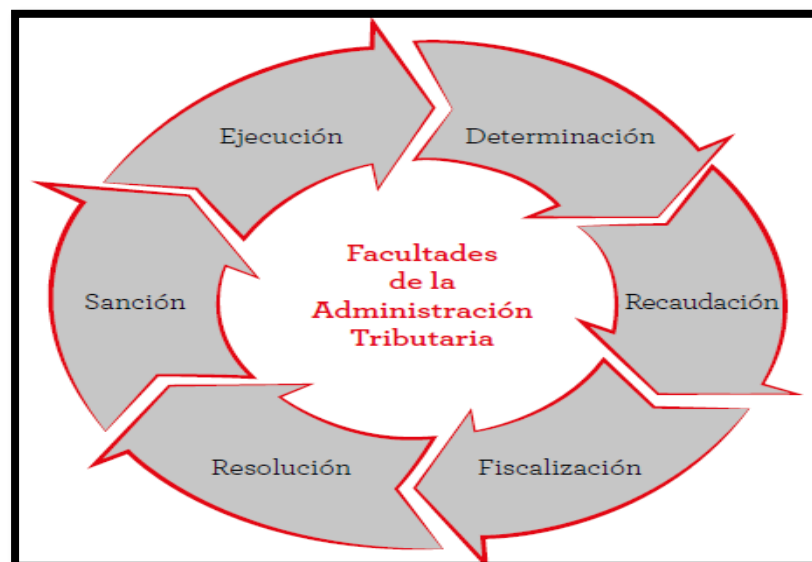 Ejecución
Determinación
Facultades
de la
Administración
Tributaria
Sanción
Recaudación
Resolución
Fiscalización